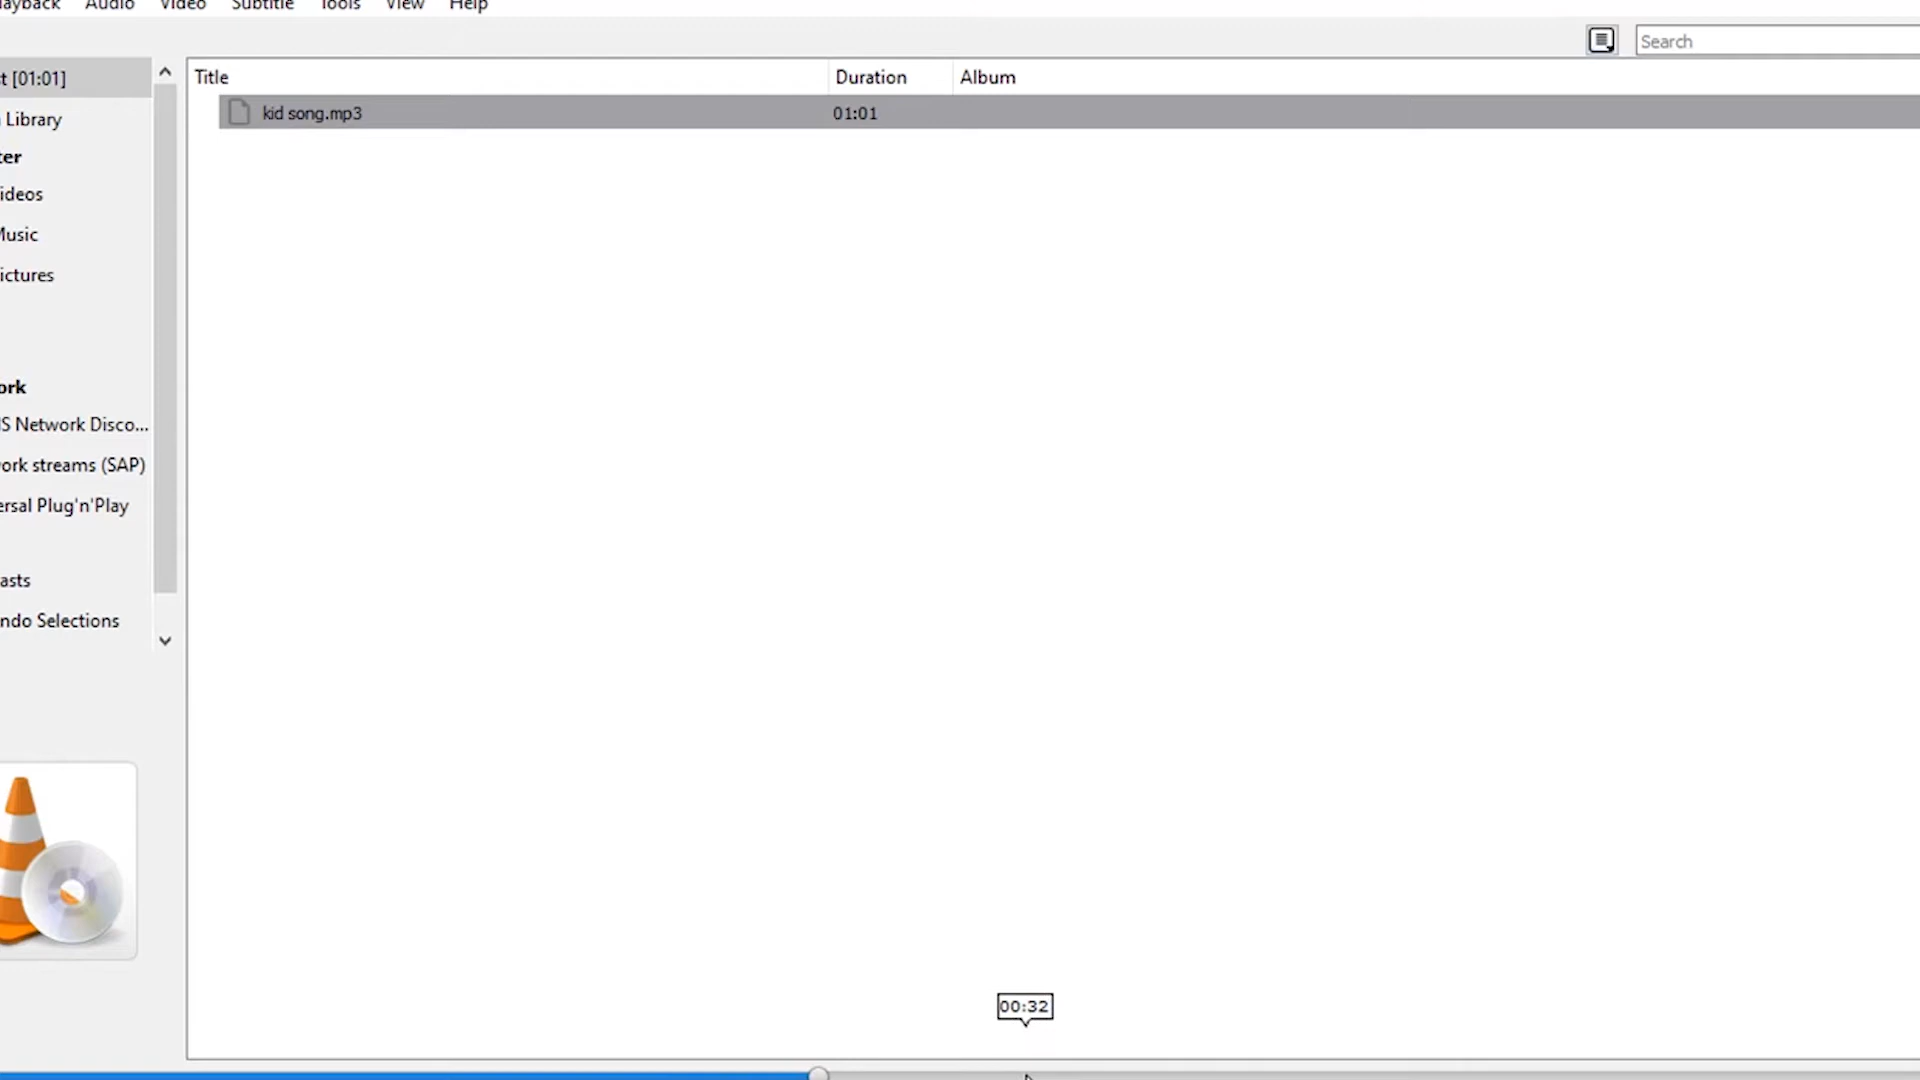 layback Audio Video Subtitle Tools View Help
Search
t [01:01]
Title Duration Album
kid song.mp3 01:01
Library
ter
ideos
Music
ictures
ork
S Network Disco...
ork streams (SAP)
ersal Plug'n'Play
asts
ndo Selections
00:32